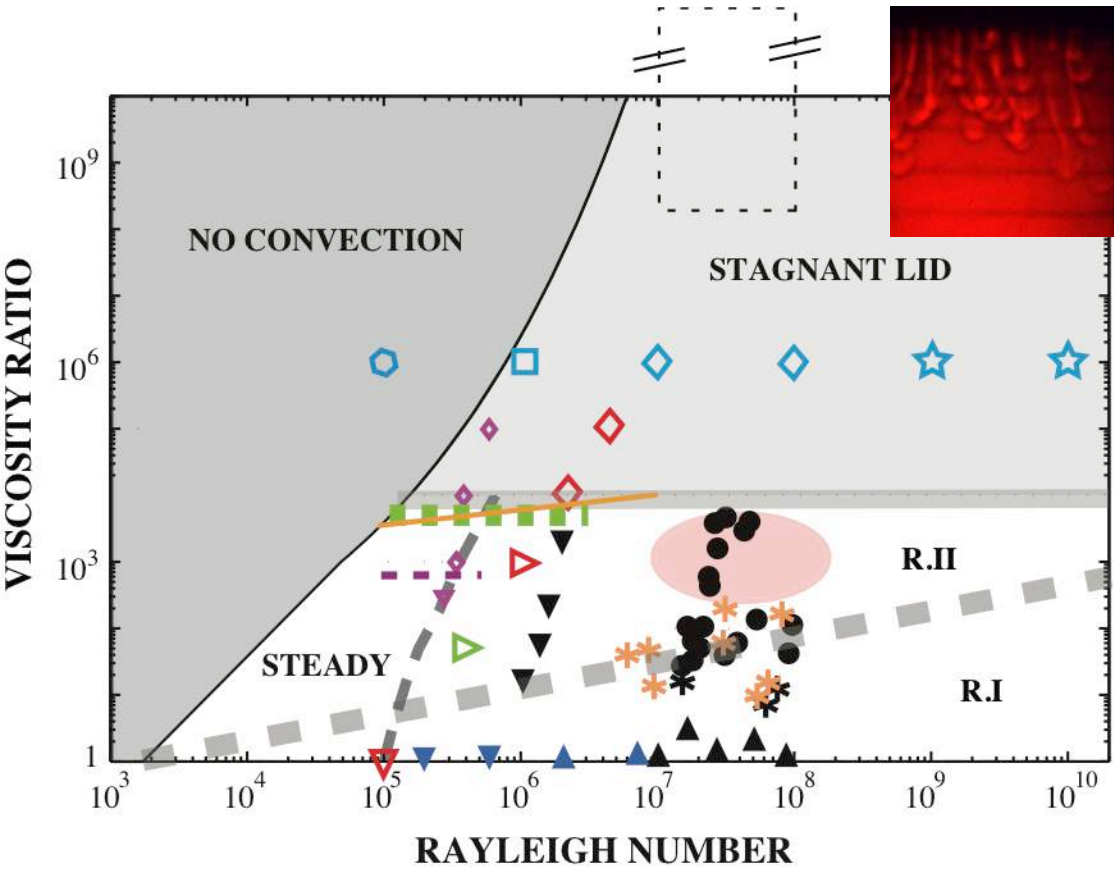 NO CONVECTION
STAGNANT LID
STEADY
R.II
R.I
VISCOSITY RATIO
10⁹
10⁶
10³
1
10³ 10⁴ 10⁵ 10⁶ 10⁷ 10⁸ 10⁹ 10¹⁰
RAYLEIGH NUMBER